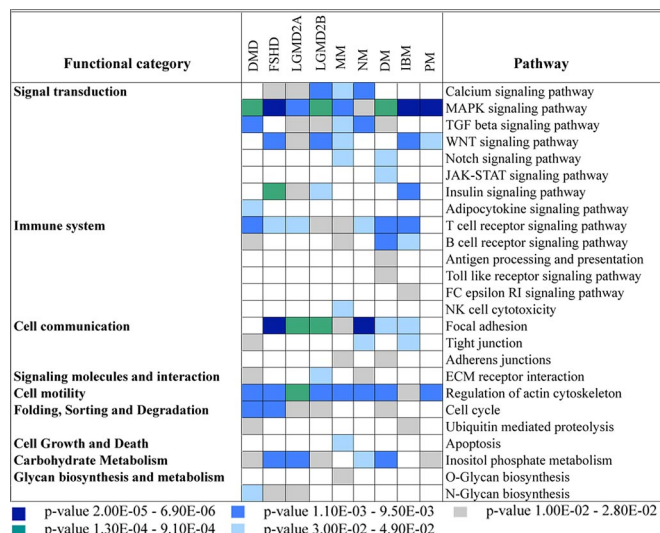 Functional category DMD FSHD LGMD2A LGMD2B MM NM DM IBM PM Pathway
Signal transduction Calcium signaling pathway
MAPK signaling pathway
TGF beta signaling pathway
WNT signaling pathway
Notch signaling pathway
JAK-STAT signaling pathway
Insulin signaling pathway
Adipocytokine signaling pathway
Immune system T cell receptor signaling pathway
B cell receptor signaling pathway
Antigen processing and presentation
Toll like receptor signaling pathway
FC epsilon RI signaling pathway
NK cell cytotoxicity
Cell communication Focal adhesion
Tight junction
Adherens junctions
Signaling molecules and interaction ECM receptor interaction
Cell motility Regulation of actin cytoskeleton
Folding, Sorting and Degradation Cell cycle
Ubiquitin mediated proteolysis
Cell Growth and Death Apoptosis
Carbohydrate Metabolism Inositol phosphate metabolism
Glycan biosynthesis and metabolism O-Glycan biosynthesis
N-Glycan biosynthesis
p-value 2.00E-05 - 6.90E-06 p-value 1.10E-03 - 9.50E-03 p-value 1.00E-02 - 2.80E-02
p-value 1.30E-04 - 9.10E-04 p-value 3.00E-02 - 4.90E-02